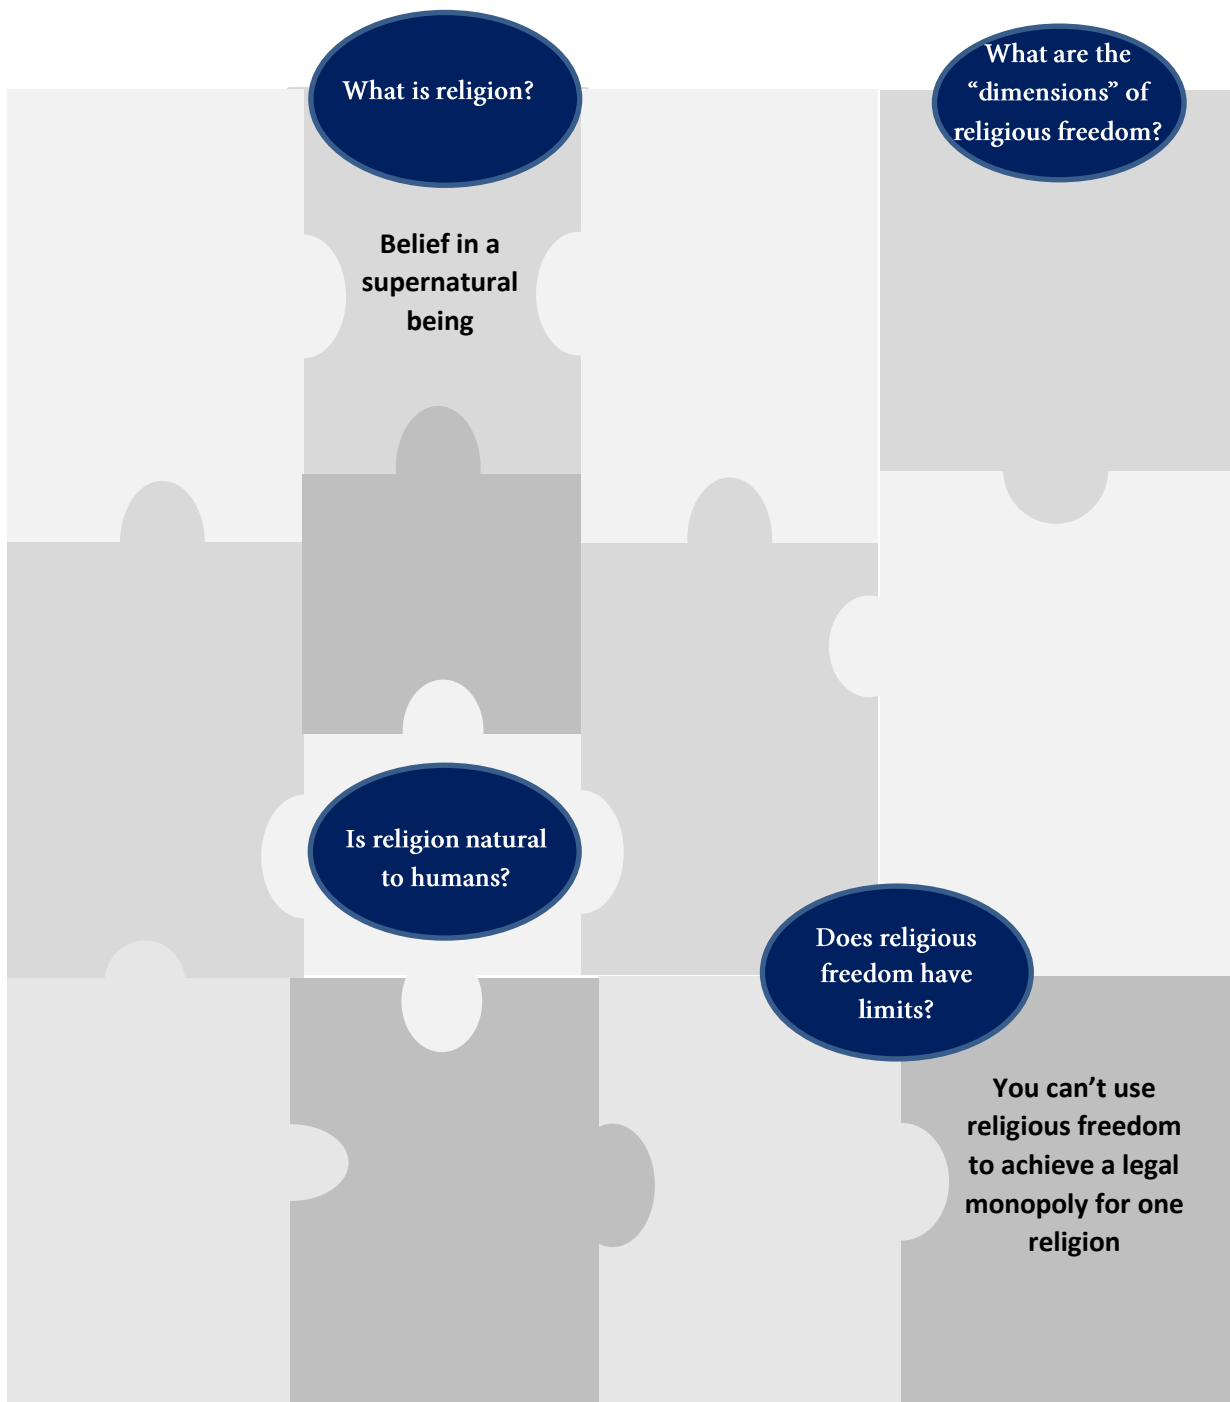 What is religion?
What are the
“dimensions” of
religious freedom?
Belief in a
supernatural
being
Is religion natural
to humans?
Does religious
freedom have
limits?
You can’t use
religious freedom
to achieve a legal
monopoly for one
religion